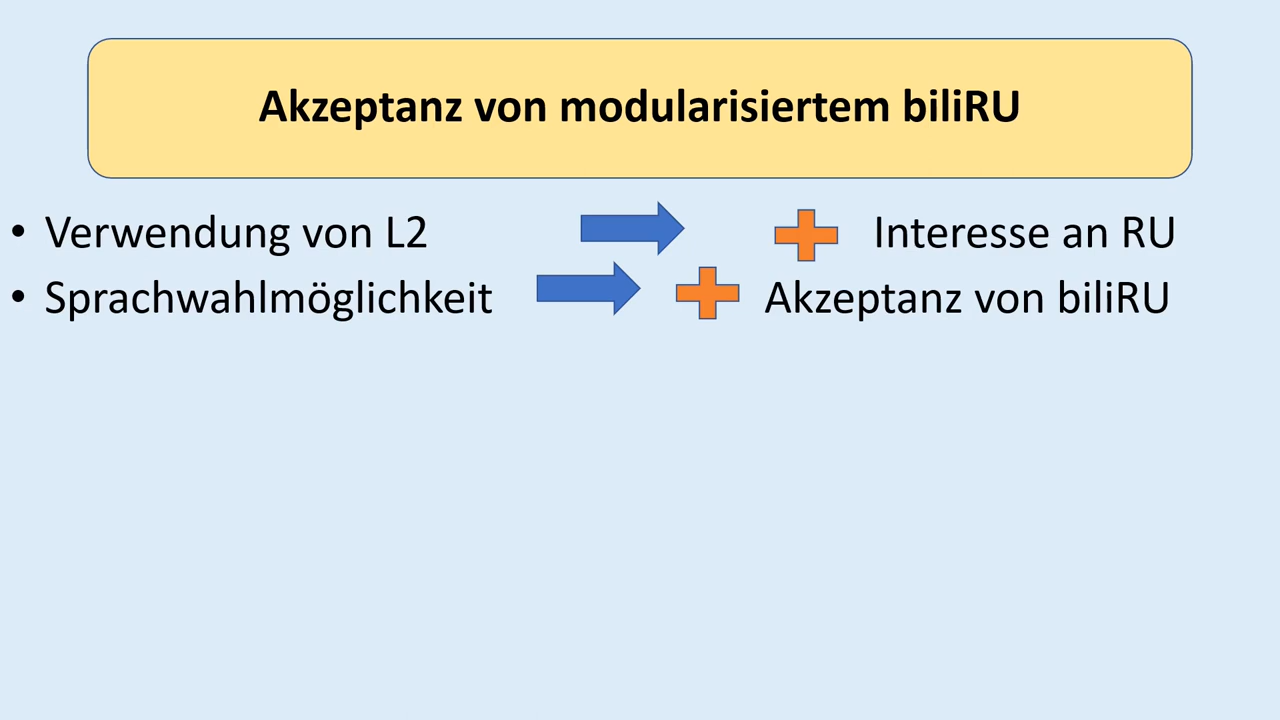 Akzeptanz von modularisiertem biliRU
• Verwendung von L2 Interesse an RU
• Sprachwahlmöglichkeit Akzeptanz von biliRU